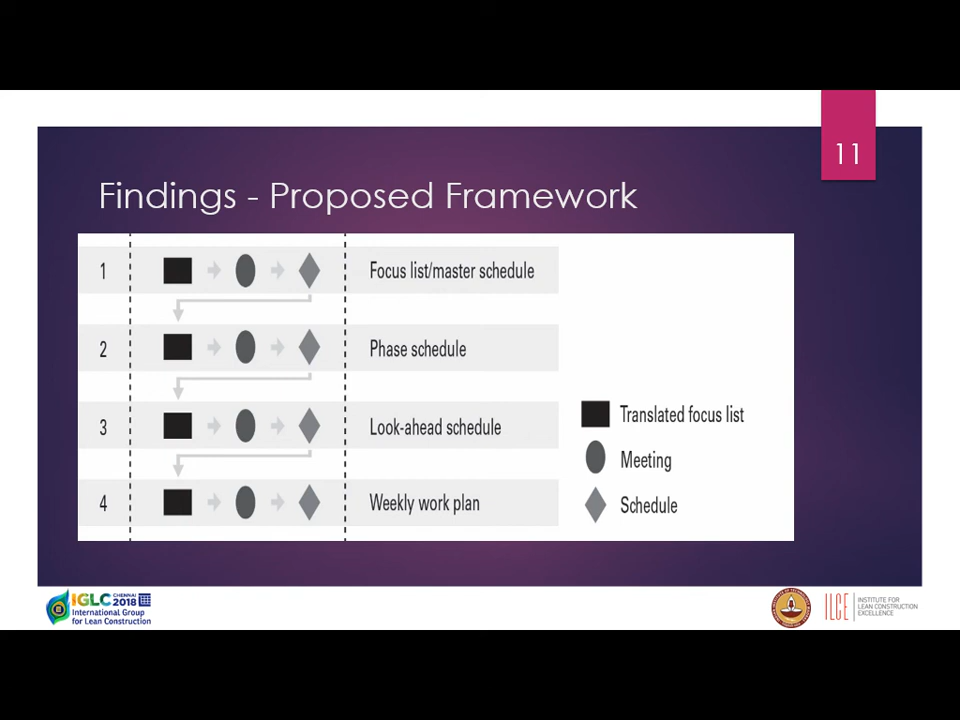 11
Findings - Proposed Framework
1 Focus list/master schedule
2 Phase schedule
3 Look-ahead schedule
4 Weekly work plan
Translated focus list
Meeting
Schedule
IGLC CHENNAI 2018
International Group
for Lean Construction
ILCE
INSTITUTE FOR
LEAN CONSTRUCTION
EXCELLENCE